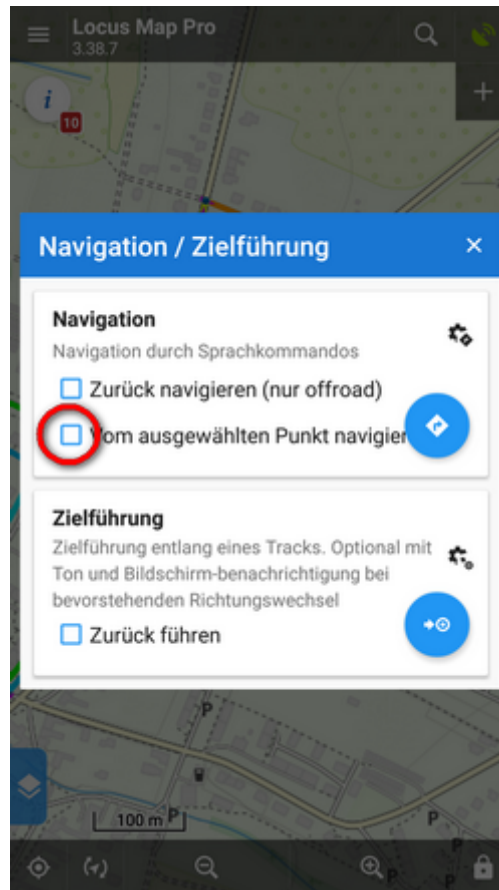 Locus Map Pro
3.38.7
i
10
Navigation / Zielführung
Navigation
Navigation durch Sprachkommandos
Zurück navigieren (nur offroad)
Vom ausgewählten Punkt navigier
Zielführung
Zielführung entlang eines Tracks. Optional mit
Ton und Bildschirm-benachrichtigung bei
bevorstehenden Richtungswechsel
Zurück führen
P
P
100 m
P
P
P